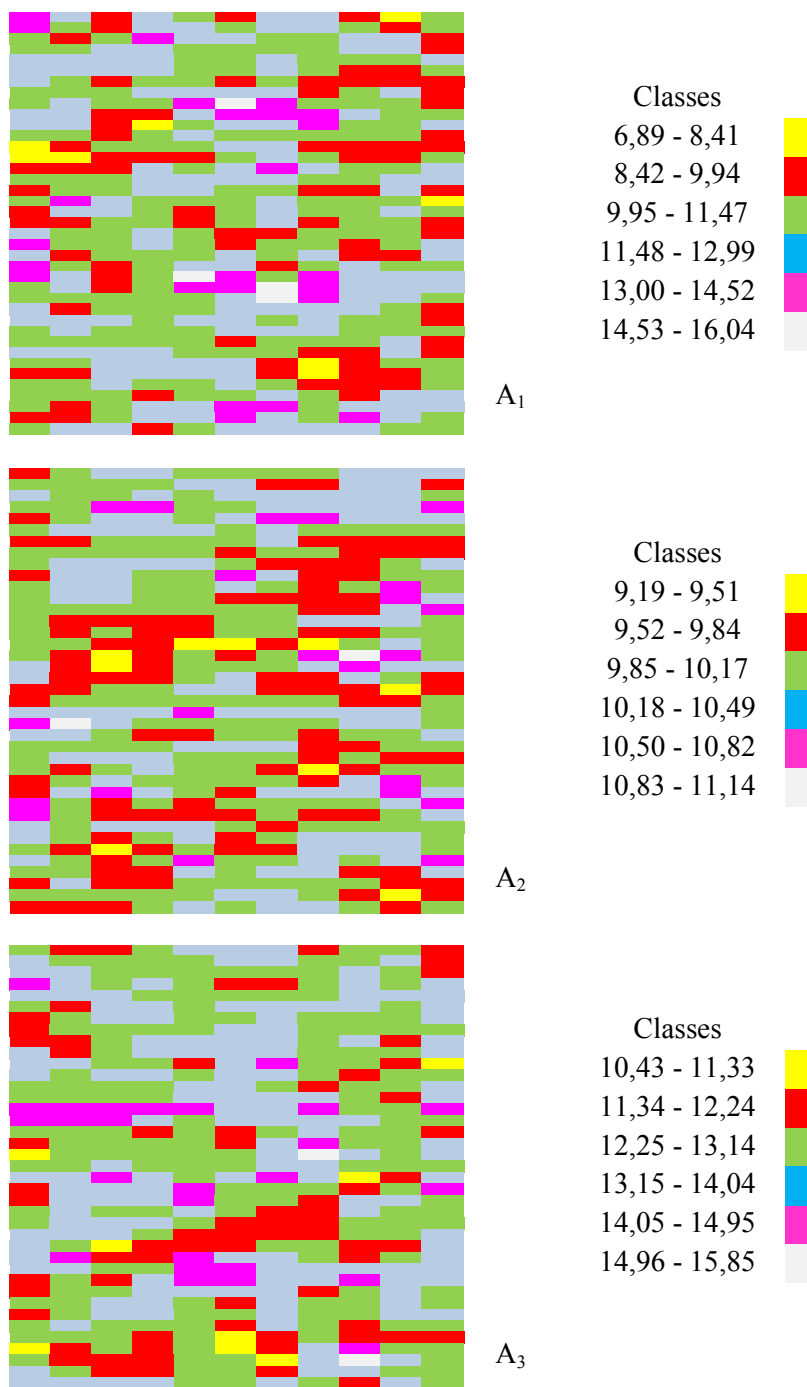 Classes
6,89 - 8,41
8,42 - 9,94
9,95 - 11,47
11,48 - 12,99
13,00 - 14,52
14,53 - 16,04
A₁
Classes
9,19 - 9,51
9,52 - 9,84
9,85 - 10,17
10,18 - 10,49
10,50 - 10,82
10,83 - 11,14
A₂
Classes
10,43 - 11,33
11,34 - 12,24
12,25 - 13,14
13,15 - 14,04
14,05 - 14,95
14,96 - 15,85
A₃